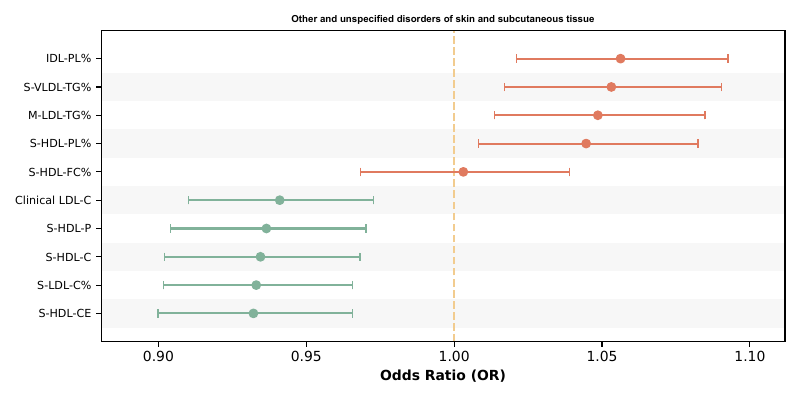 Other and unspecified disorders of skin and subcutaneous tissue
IDL-PL%
S-VLDL-TG%
M-LDL-TG%
S-HDL-PL%
S-HDL-FC%
Clinical LDL-C
S-HDL-P
S-HDL-C
S-LDL-C%
S-HDL-CE
0.90 0.95 1.00 1.05 1.10
Odds Ratio (OR)